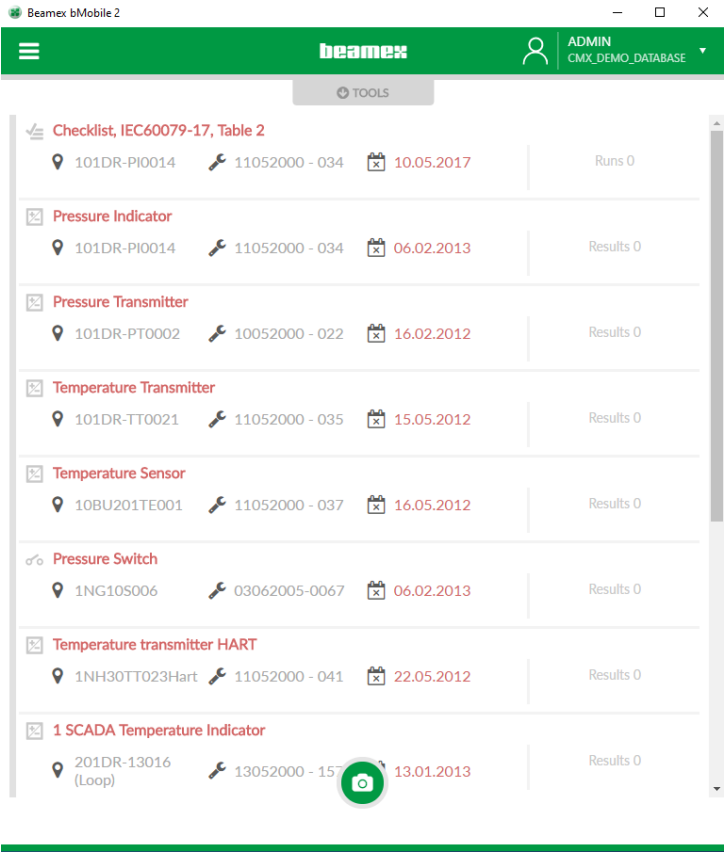 Beamex bMobile 2
beamex
ADMIN
CMX_DEMO_DATABASE
TOOLS
Checklist, IEC60079-17, Table 2
101DR-PI0014 11052000 - 034 10.05.2017 Runs 0
Pressure Indicator
101DR-PI0014 11052000 - 034 06.02.2013 Results 0
Pressure Transmitter
101DR-PT0002 10052000 - 022 16.02.2012 Results 0
Temperature Transmitter
101DR-TT0021 11052000 - 035 15.05.2012 Results 0
Temperature Sensor
10BU201TE001 11052000 - 037 16.05.2012 Results 0
Pressure Switch
1NG10S006 03062005-0067 06.02.2013 Results 0
Temperature transmitter HART
1NH30TT023Hart 11052000 - 041 22.05.2012 Results 0
1 SCADA Temperature Indicator
201DR-13016
(Loop) 13052000 - 157 13.01.2013 Results 0